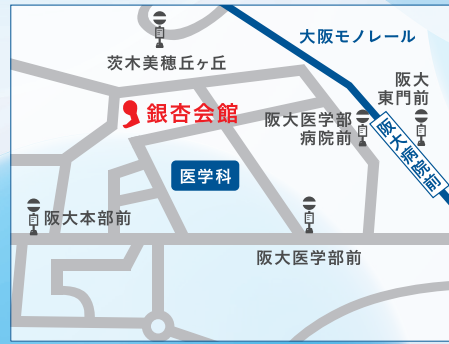 大阪モノレール
茨木美穂丘ヶ丘
阪大
東門前
銀杏会館
阪大医学部
病院前
阪大病院前
医学科
阪大本部前
阪大医学部前